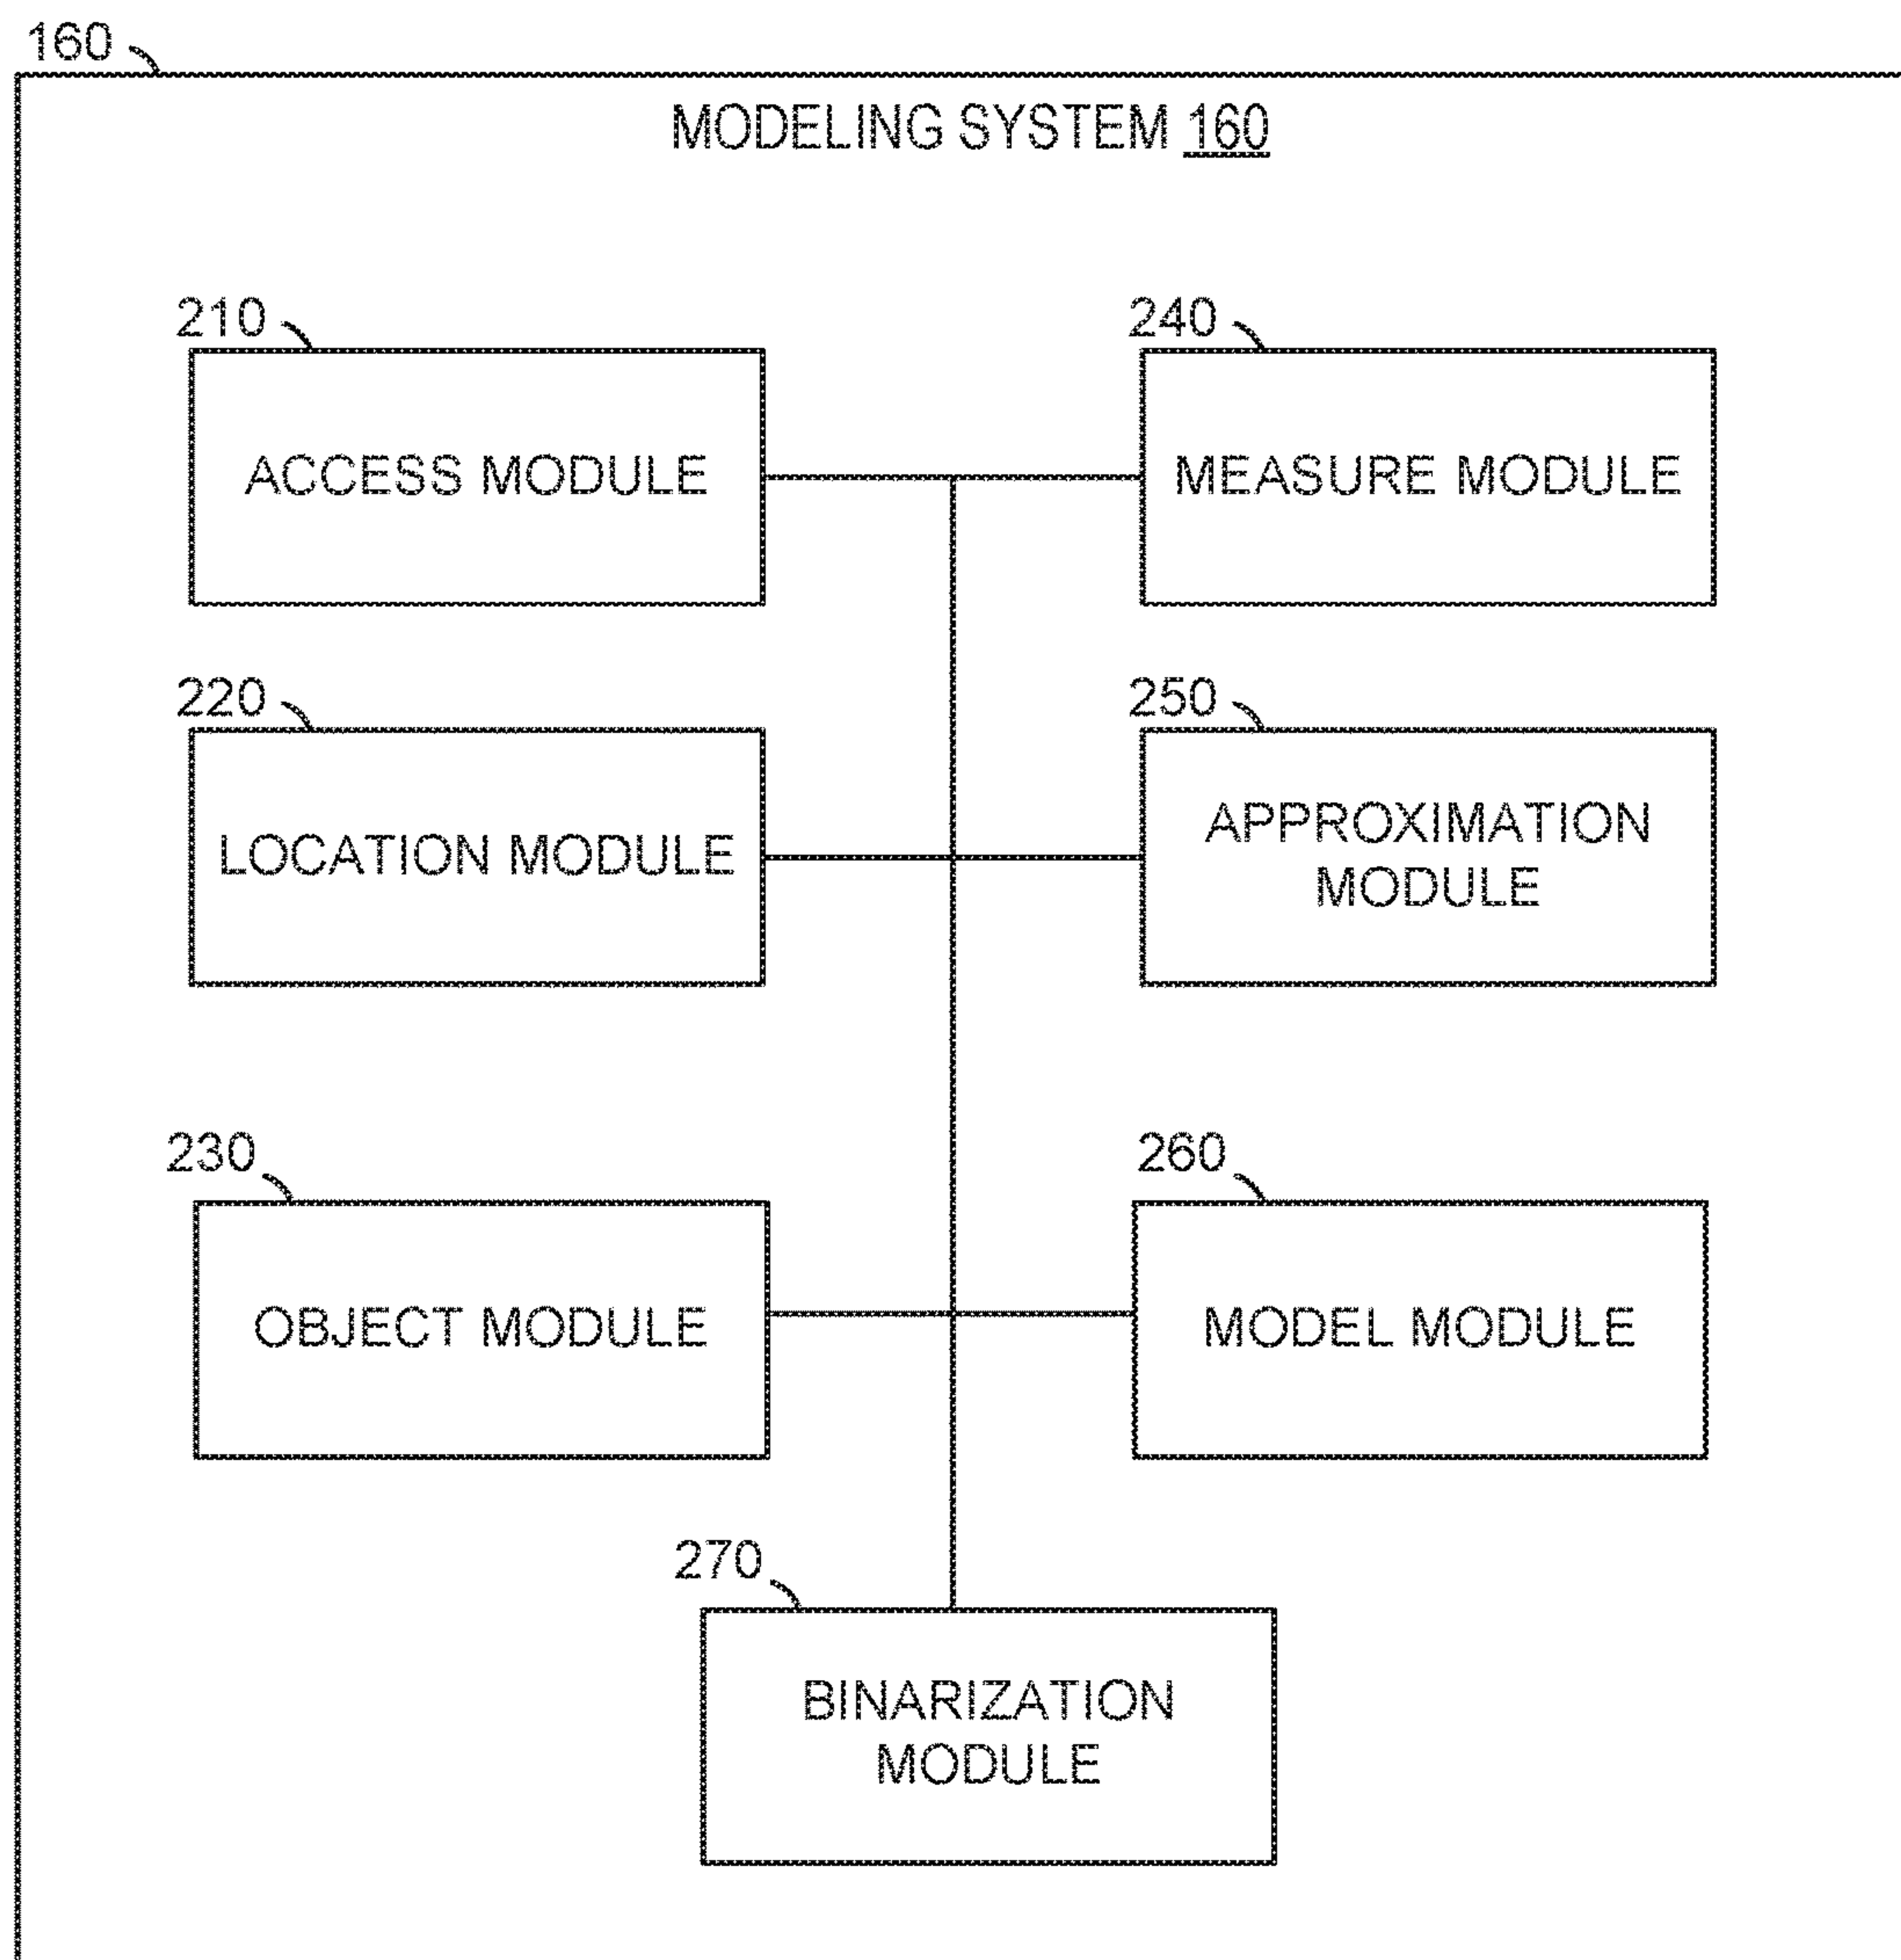 160
MODELING SYSTEM 160
210
ACCESS MODULE
240
MEASURE MODULE
220
LOCATION MODULE
250
APPROXIMATION
MODULE
230
OBJECT MODULE
260
MODEL MODULE
270
BINARIZATION
MODULE